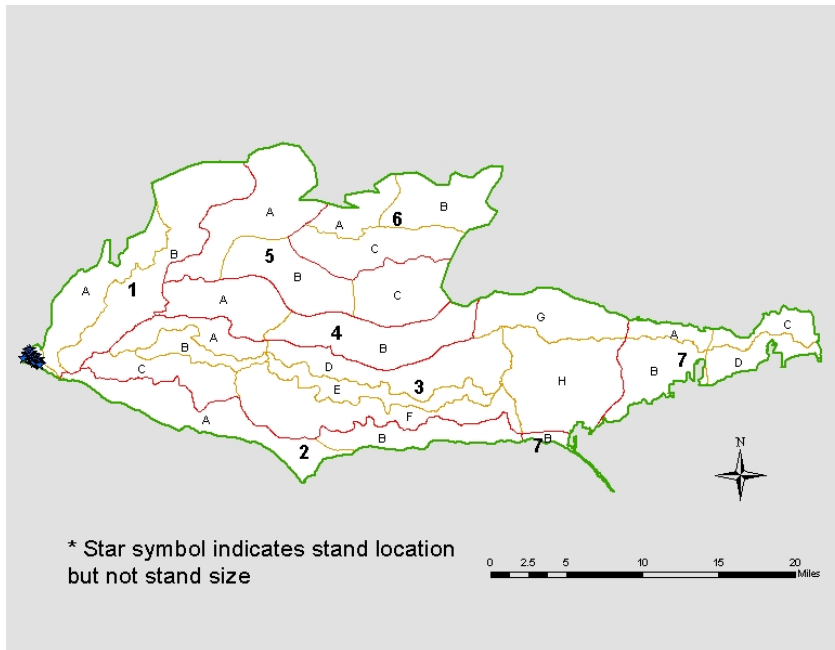 B
A
A
6
C
5
B
B
A
1
C
A
G
C
4
A
A
B
B
7
D
D
B
C
3
E
H
F
A
B
2
7
B
N
* Star symbol indicates stand location
but not stand size
0 2.5 5 10 15 20
Miles